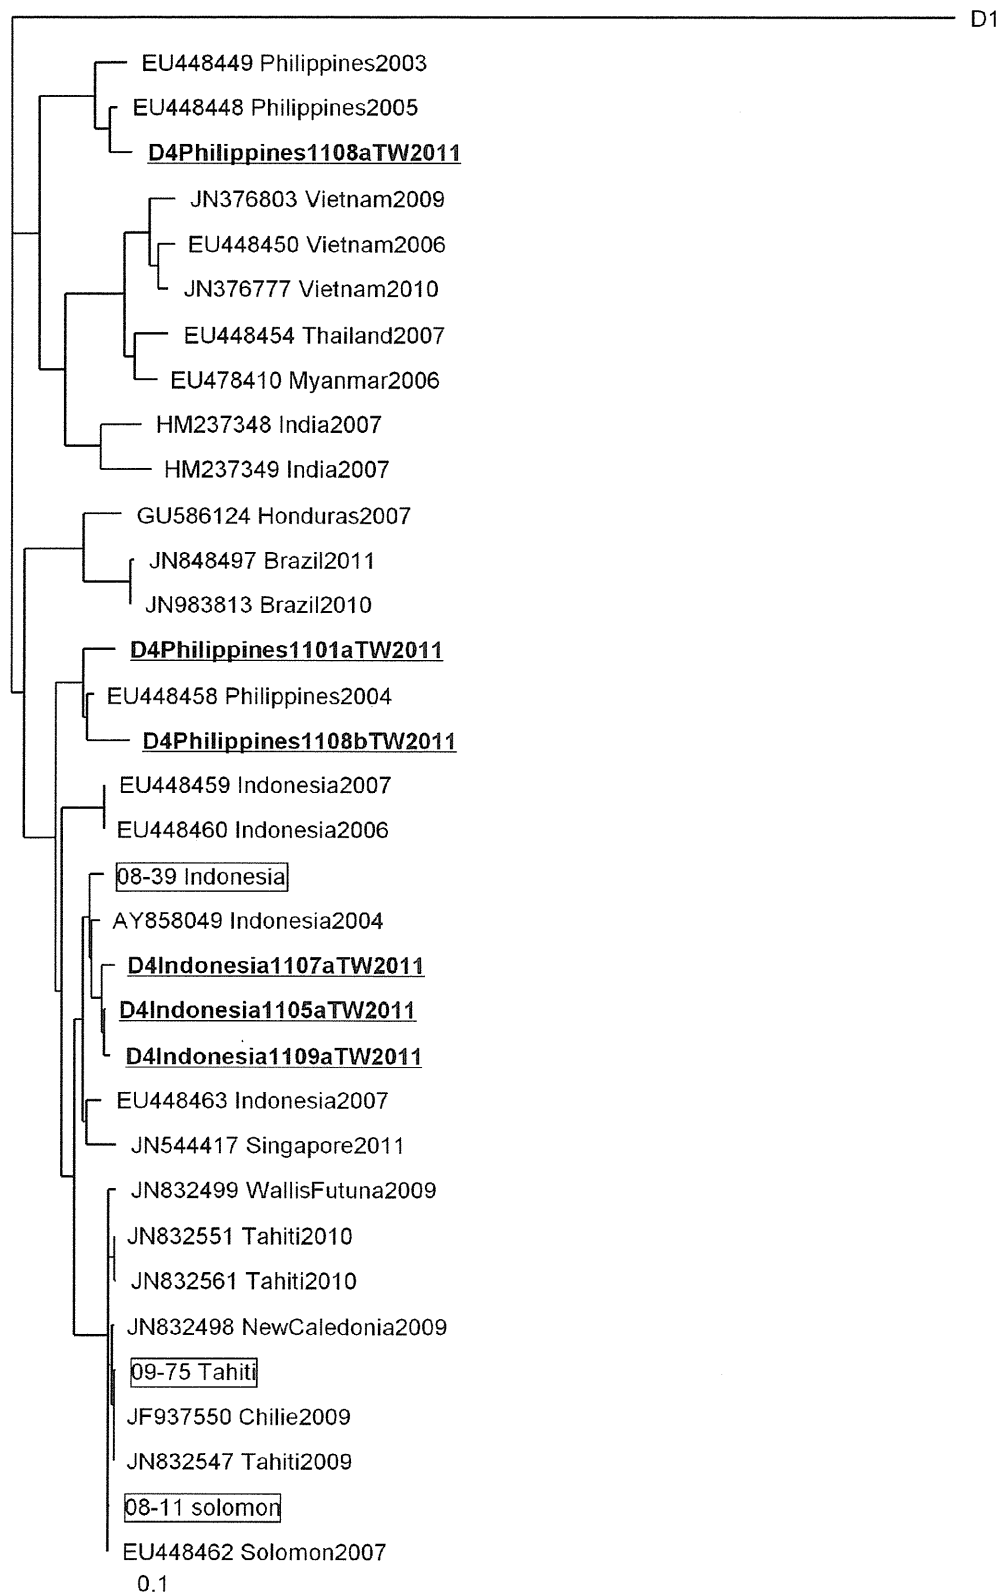 D1
EU448449 Philippines2003
EU448448 Philippines2005
D4Philippines1108aTW2011
JN376803 Vietnam2009
EU448450 Vietnam2006
JN376777 Vietnam2010
EU448454 Thailand2007
EU478410 Myanmar2006
HM237348 India2007
HM237349 India2007
GU586124 Honduras2007
JN848497 Brazil2011
JN983813 Brazil2010
D4Philippines1101aTW2011
EU448458 Philippines2004
D4Philippines1108bTW2011
EU448459 Indonesia2007
EU448460 Indonesia2006
08-39 Indonesia
AY858049 Indonesia2004
D4Indonesia1107aTW2011
D4Indonesia1105aTW2011
D4Indonesia1109aTW2011
EU448463 Indonesia2007
JN544417 Singapore2011
JN832499 WallisFutuna2009
JN832551 Tahiti2010
JN832561 Tahiti2010
JN832498 NewCaledonia2009
09-75 Tahiti
JF937550 Chilie2009
JN832547 Tahiti2009
08-11 solomon
EU448462 Solomon2007
0.1